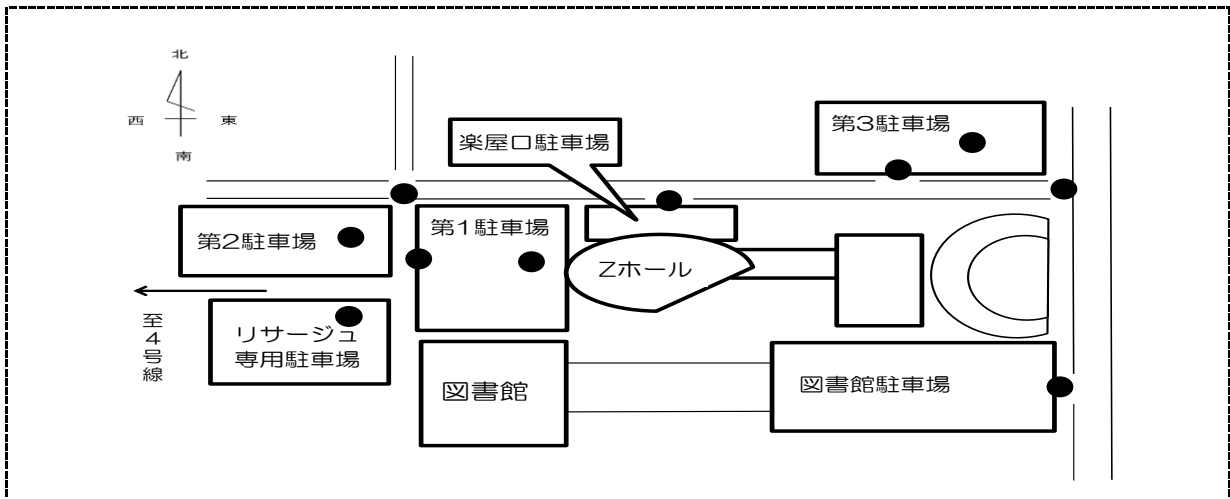 北
西
東
南
楽屋口駐車場
第3駐車場
第2駐車場
第1駐車場
Zホール
至4号線
リサージュ
専用駐車場
図書館
図書館駐車場